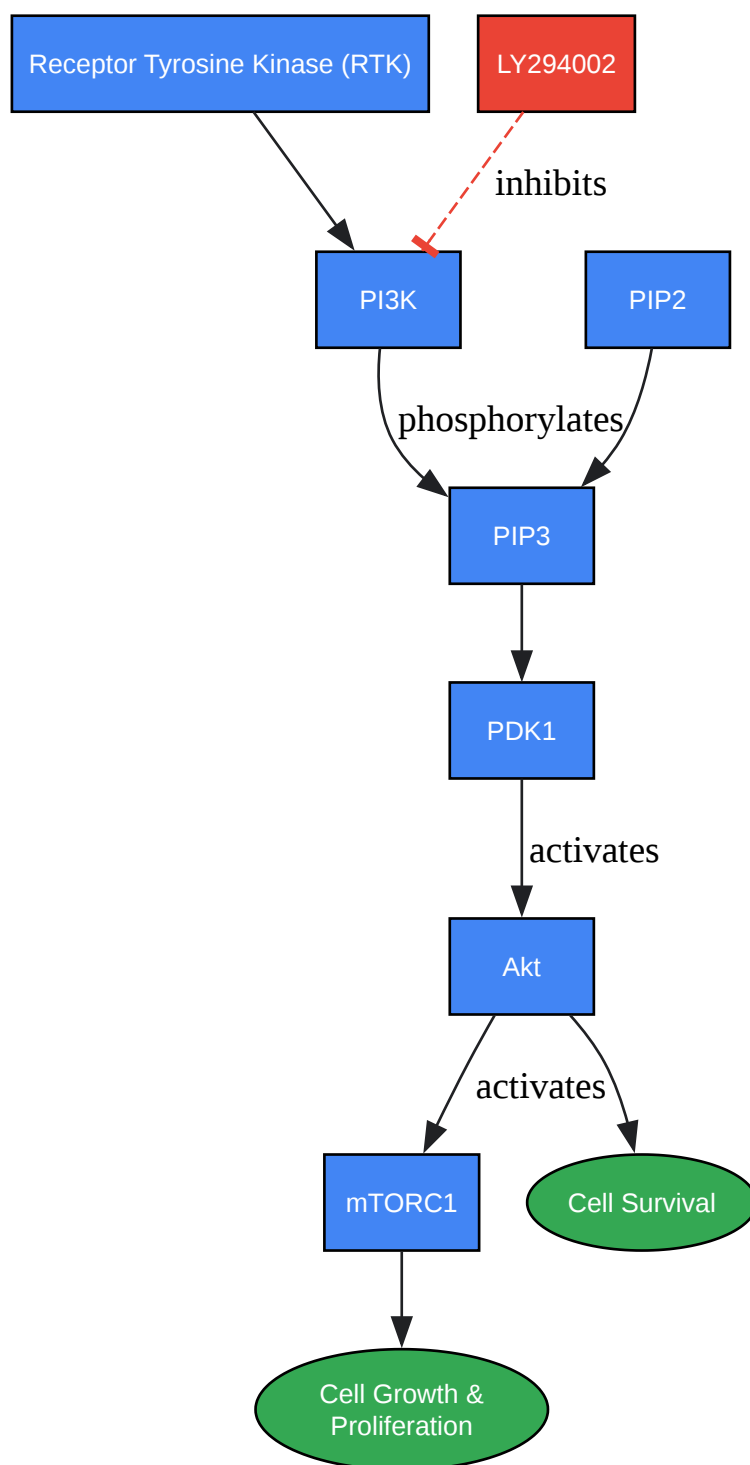 Receptor Tyrosine Kinase (RTK)
LY294002
inhibits
PI3K
PIP2
phosphorylates
PIP3
PDK1
activates
Akt
activates
mTORC1
Cell Survival
Cell Growth &
Proliferation